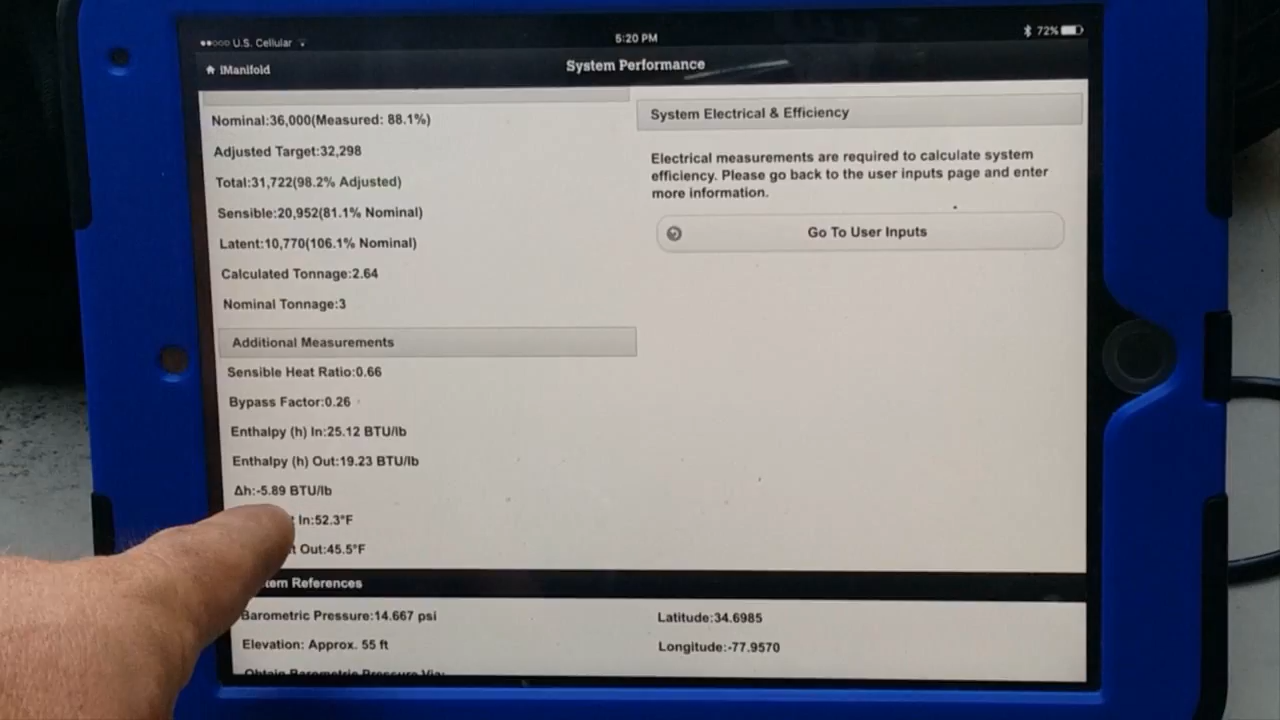 U.S. Cellular
5:20 PM
72%
iManifold
System Performance
Nominal:36,000(Measured: 88.1%)
Adjusted Target:32,298
Total:31,722(98.2% Adjusted)
Sensible:20,952(81.1% Nominal)
Latent:10,770(106.1% Nominal)
Calculated Tonnage:2.64
Nominal Tonnage:3
Additional Measurements
Sensible Heat Ratio:0.66
Bypass Factor:0.26
Enthalpy (h) In:25.12 BTU/lb
Enthalpy (h) Out:19.23 BTU/lb
Δh:-5.89 BTU/lb
In:52.3°F
Out:45.5°F
System Electrical & Efficiency
Electrical measurements are required to calculate system
efficiency. Please go back to the user inputs page and enter
more information.
Go To User Inputs
tem References
Barometric Pressure:14.667 psi
Elevation: Approx. 55 ft
Obtain Barometric Pressure Via:
Latitude:34.6985
Longitude:-77.9570